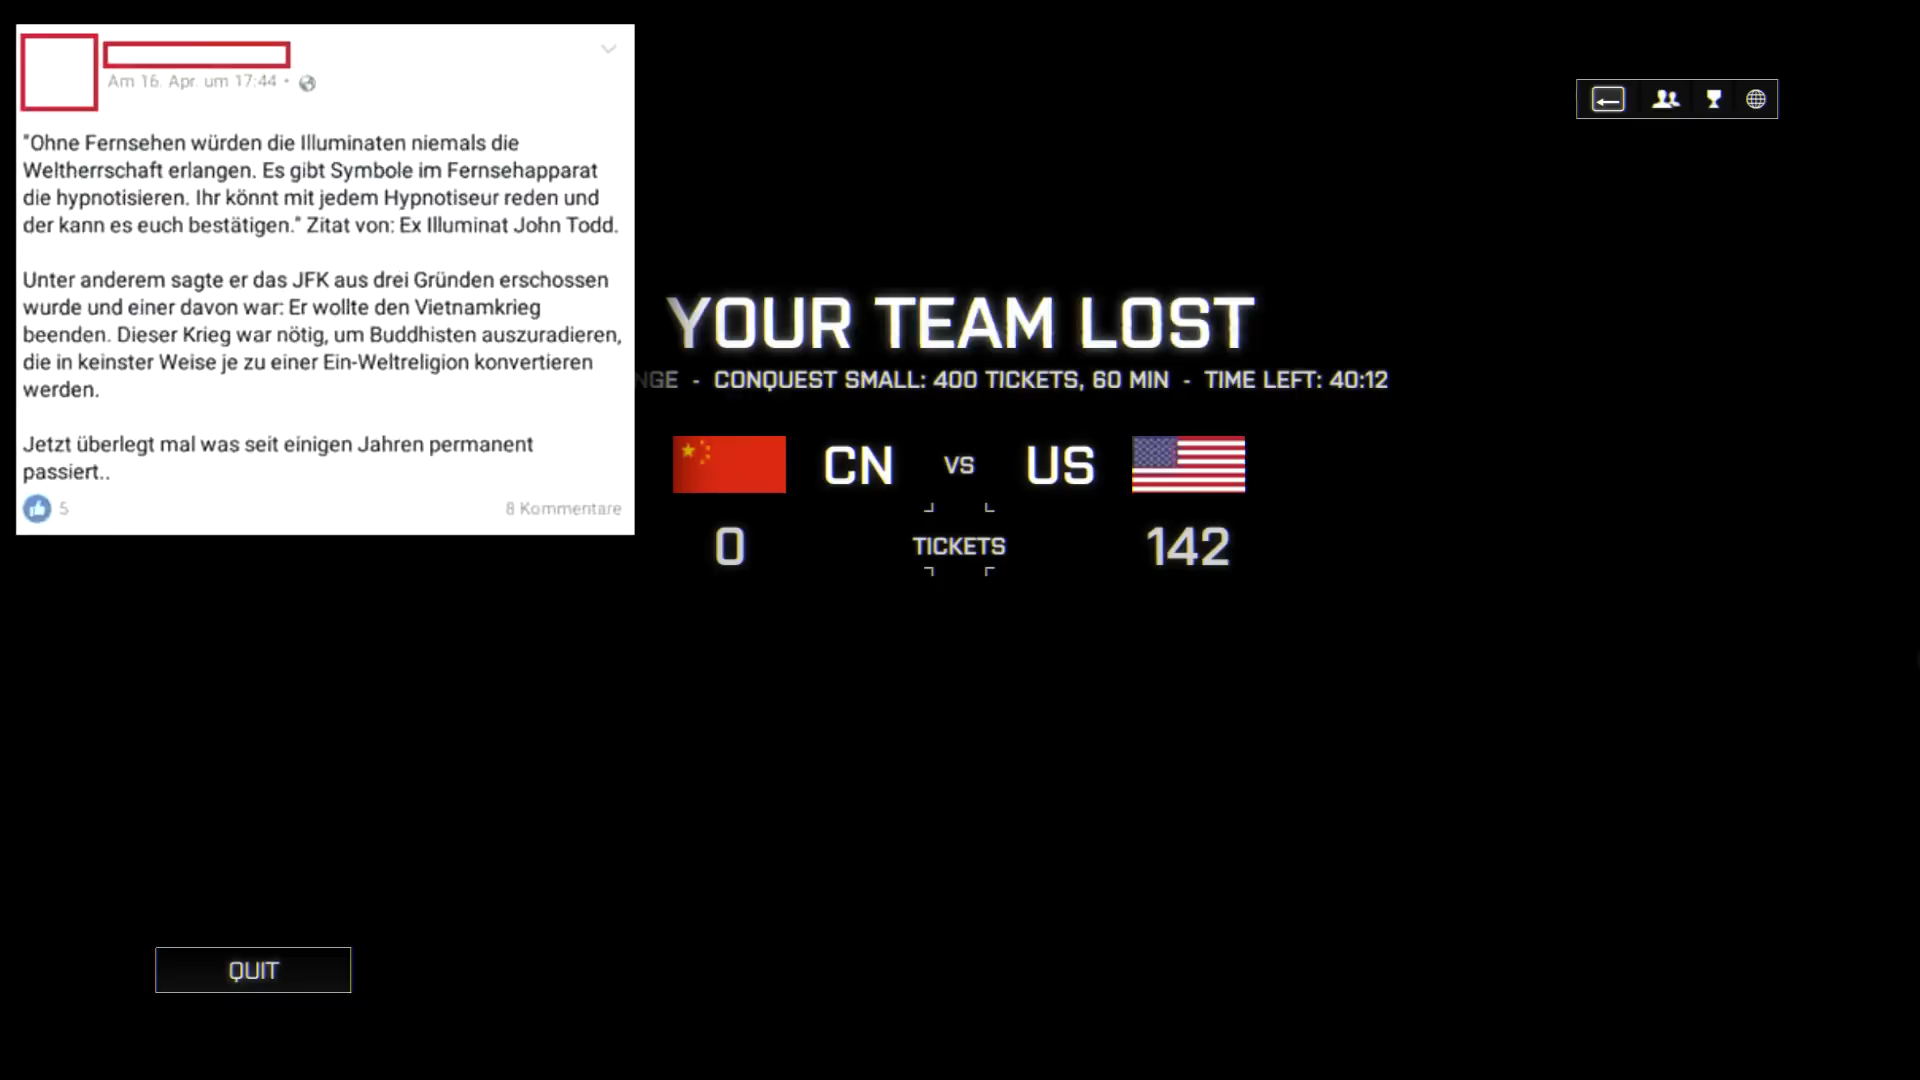 Am 16. Apr. um 17:44 •
"Ohne Fernsehen würden die Illuminaten niemals die
Weltherrschaft erlangen. Es gibt Symbole im Fernsehapparat
die hypnotisieren. Ihr könnt mit jedem Hypnotiseur reden und
der kann es euch bestätigen." Zitat von: Ex Illuminat John Todd.
Unter anderem sagte er das JFK aus drei Gründen erschossen
wurde und einer davon war: Er wollte den Vietnamkrieg
beenden. Dieser Krieg war nötig, um Buddhisten auszuradieren,
die in keinster Weise je zu einer Ein-Weltreligion konvertieren
werden.
Jetzt überlegt mal was seit einigen Jahren permanent
passiert..
5
8 Kommentare
YOUR TEAM LOST
NGE - CONQUEST SMALL: 400 TICKETS, 60 MIN - TIME LEFT: 40:12
CN VS US
0 TICKETS 142
QUIT